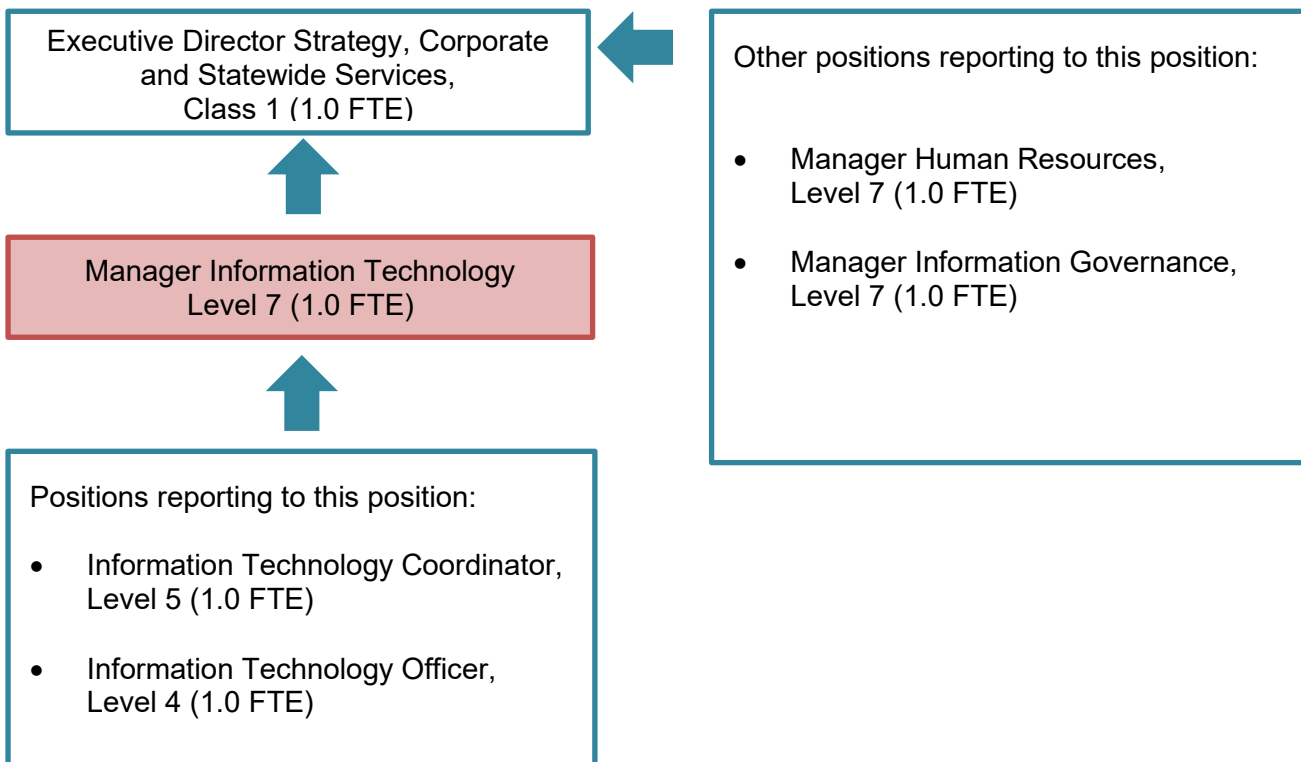 Executive Director Strategy, Corporate
and Statewide Services,
Class 1 (1.0 FTE)
Other positions reporting to this position:
• Manager Human Resources,
Level 7 (1.0 FTE)
• Manager Information Governance,
Level 7 (1.0 FTE)
Manager Information Technology
Level 7 (1.0 FTE)
Positions reporting to this position:
• Information Technology Coordinator,
Level 5 (1.0 FTE)
• Information Technology Officer,
Level 4 (1.0 FTE)